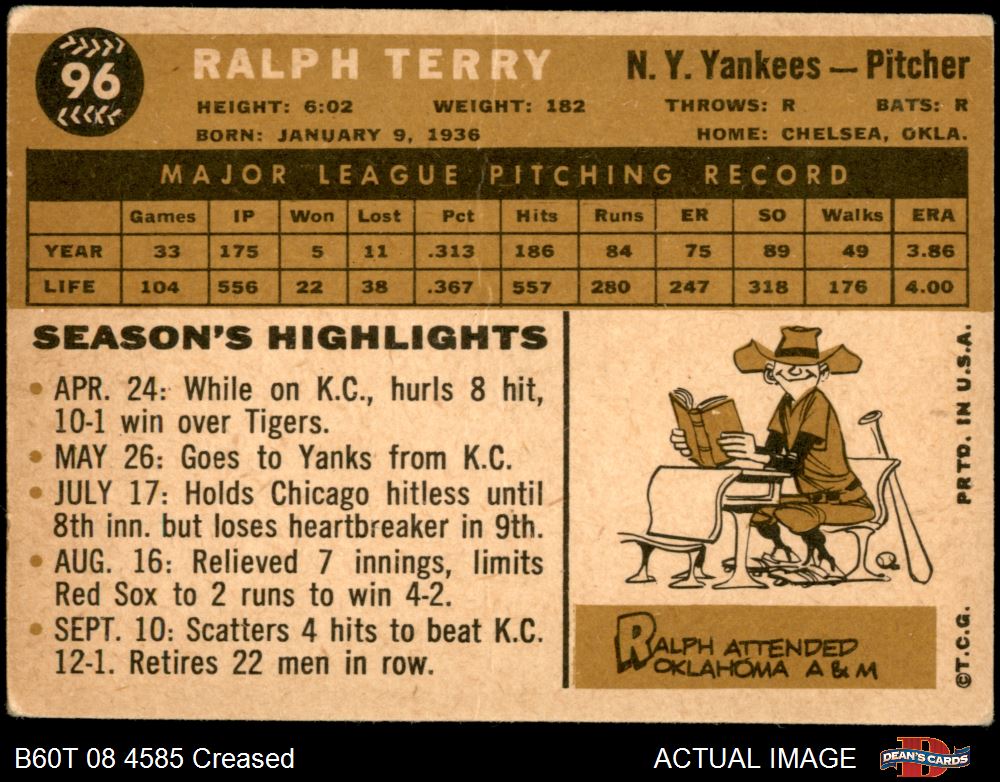 96
RALPH TERRY
N. Y. Yankees — Pitcher
HEIGHT: 6:02 WEIGHT: 182 THROWS: R BATS: R
BORN: JANUARY 9, 1936 HOME: CHELSEA, OKLA.
MAJOR LEAGUE PITCHING RECORD
Games IP Won Lost Pct Hits Runs ER SO Walks ERA
YEAR 33 175 5 11 .313 186 84 75 89 49 3.86
LIFE 104 556 22 38 .367 557 280 247 318 176 4.00
SEASON'S HIGHLIGHTS
• APR. 24: While on K.C., hurls 8 hit,
10-1 win over Tigers.
• MAY 26: Goes to Yanks from K.C.
• JULY 17: Holds Chicago hitless until
8th inn. but loses heartbreaker in 9th.
• AUG. 16: Relieved 7 innings, limits
Red Sox to 2 runs to win 4-2.
• SEPT. 10: Scatters 4 hits to beat K.C.
12-1. Retires 22 men in row.
RALPH ATTENDED
OKLAHOMA A & M
©T.C.G. PRTD. IN U.S.A.
B60T 08 4585 Creased
ACTUAL IMAGE
D
DEAN'S CARDS